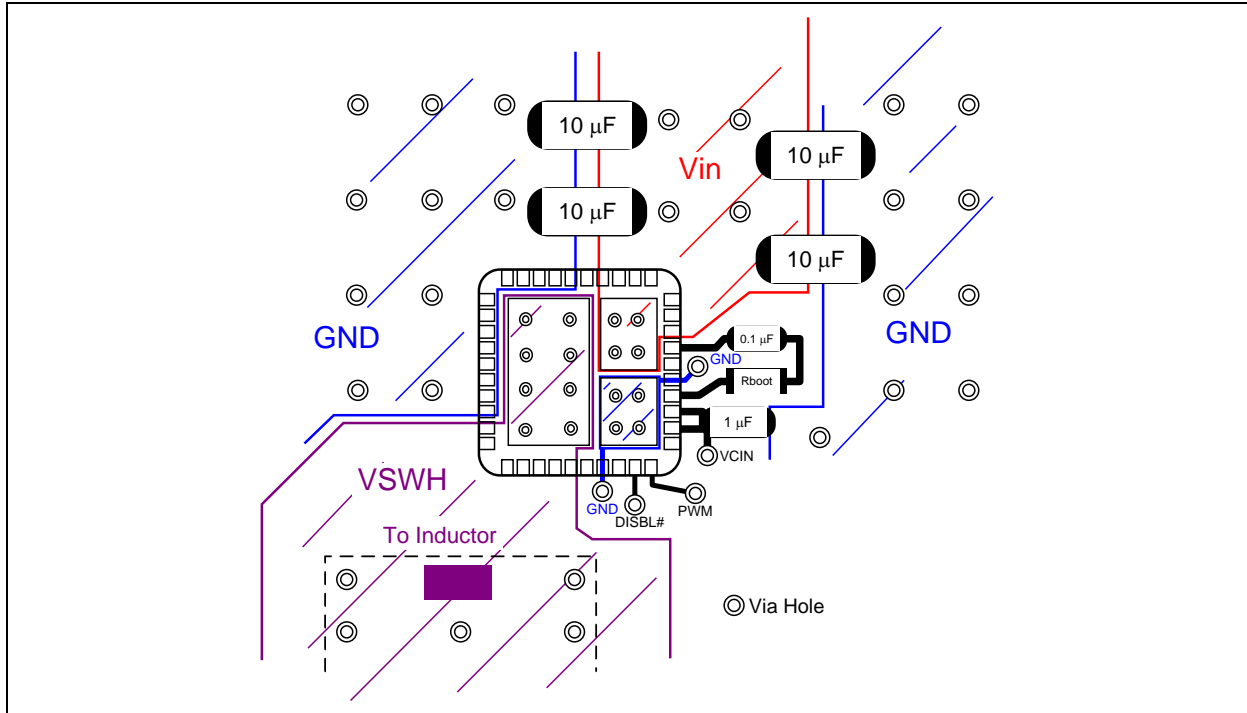 10 μF
10 μF
Vin
10 μF
10 μF
GND
GND
0.1 μF
GND
Rboot
1 μF
VCIN
VSWH
GND
DISBL#
PWM
To Inductor
Via Hole